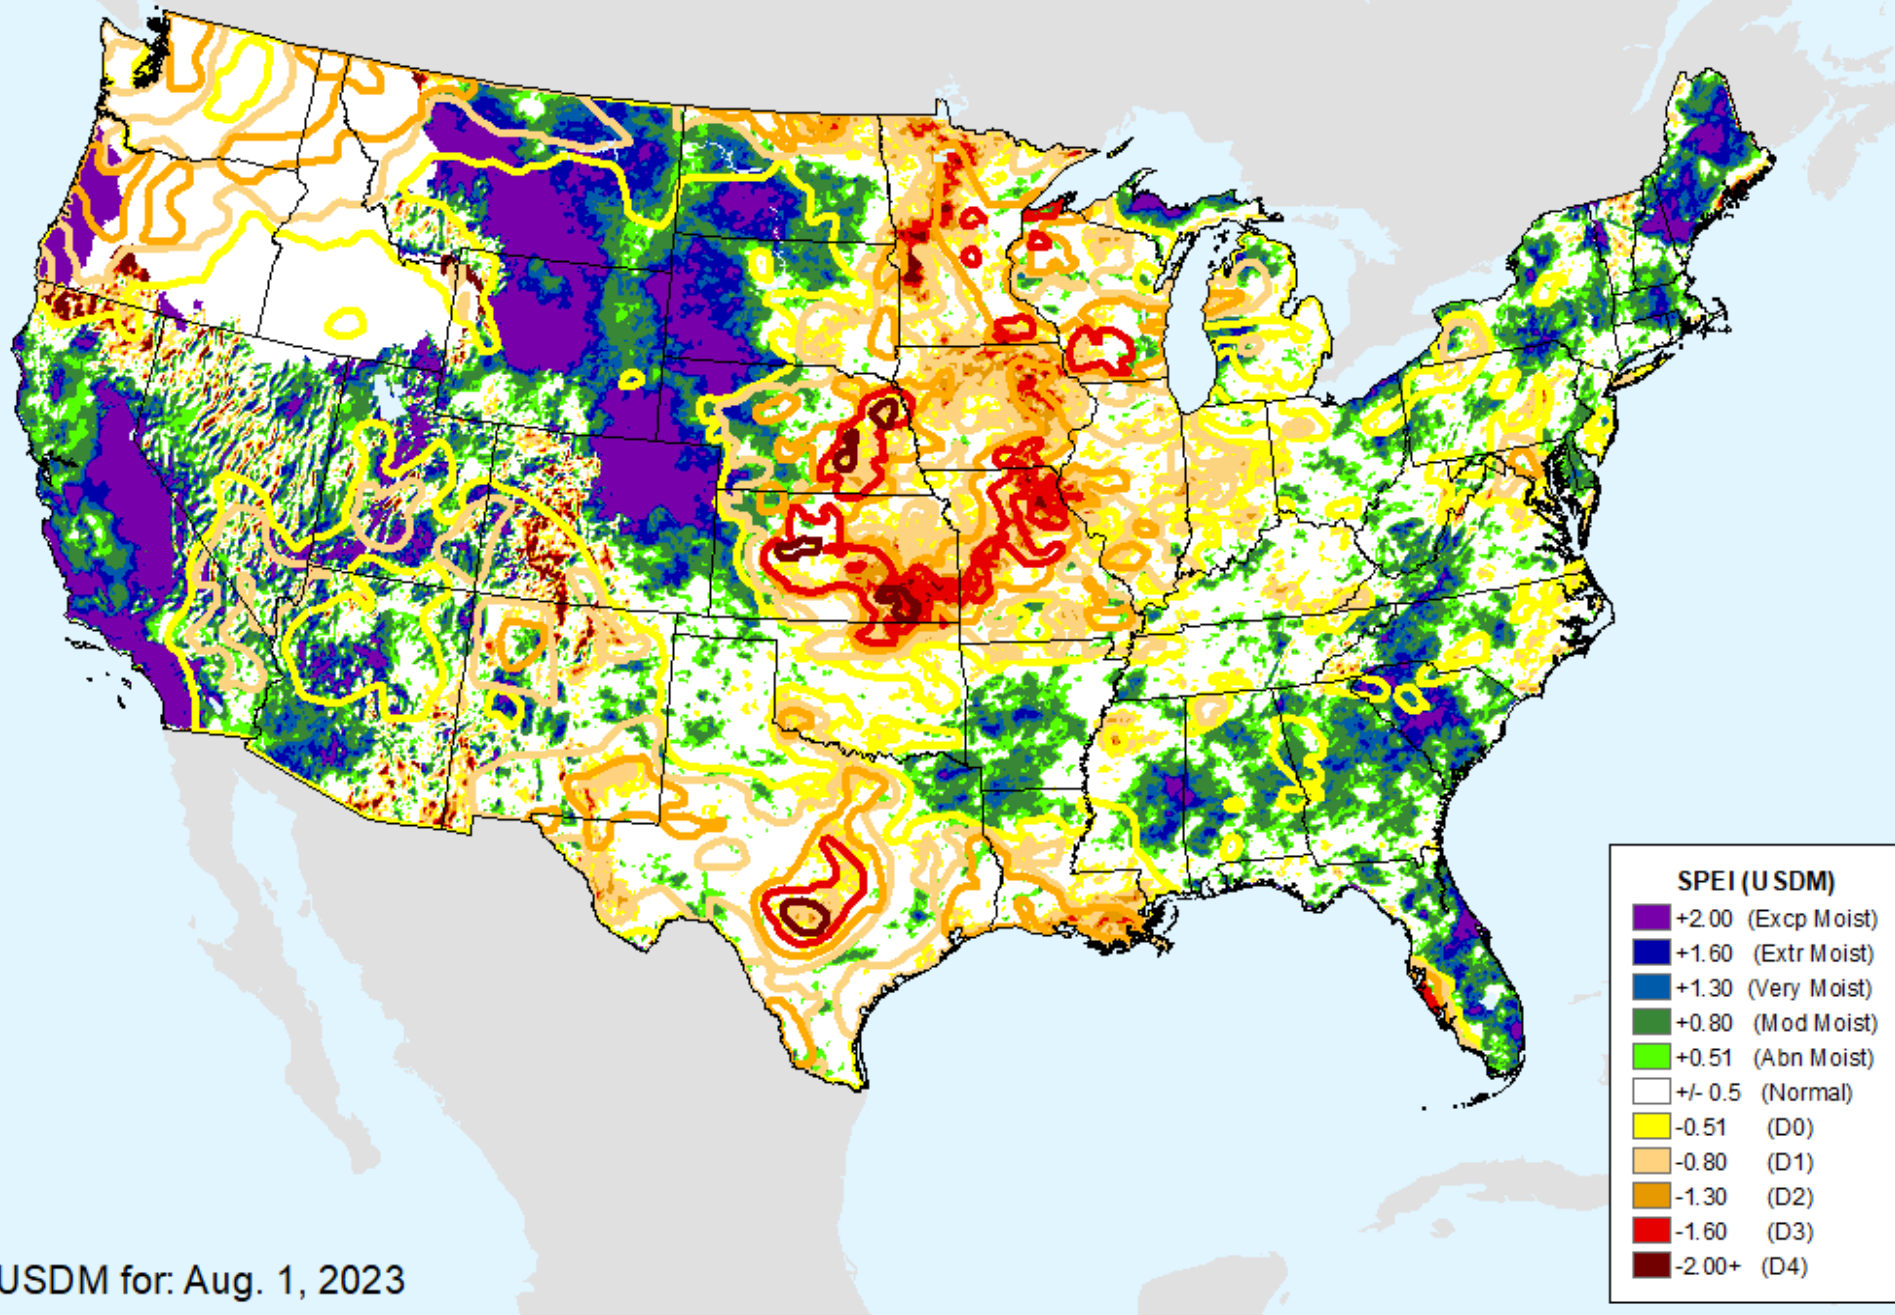 SPEI (USDM)
+2.00 (Excp Moist)
+1.60 (Extr Moist)
+1.30 (Very Moist)
+0.80 (Mod Moist)
+0.51 (Abn Moist)
+/- 0.5 (Normal)
-0.51 (D0)
-0.80 (D1)
-1.30 (D2)
-1.60 (D3)
-2.00+ (D4)
USDM for: Aug. 1, 2023